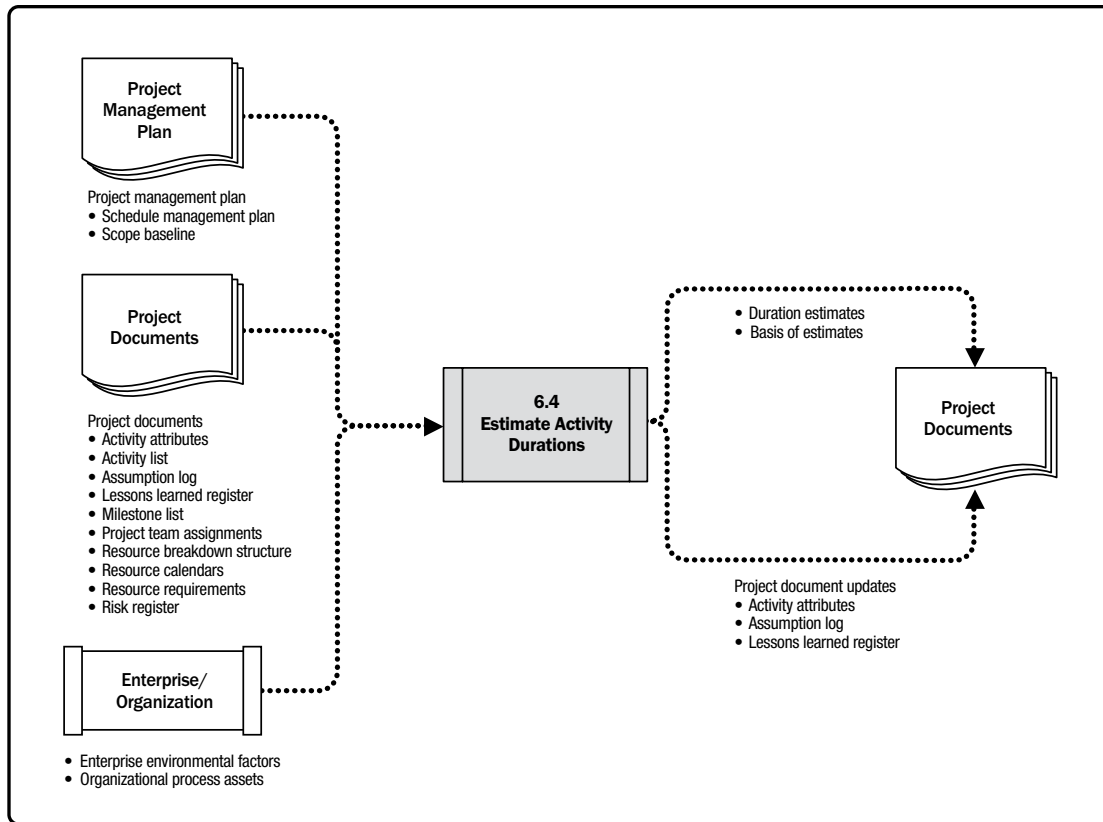 Project
Management
Plan
Project management plan
• Schedule management plan
• Scope baseline
Project
Documents
Project documents
• Activity attributes
• Activity list
• Assumption log
• Lessons learned register
• Milestone list
• Project team assignments
• Resource breakdown structure
• Resource calendars
• Resource requirements
• Risk register
Enterprise/
Organization
• Enterprise environmental factors
• Organizational process assets
6.4
Estimate Activity
Durations
• Duration estimates
• Basis of estimates
Project
Documents
Project document updates
• Activity attributes
• Assumption log
• Lessons learned register